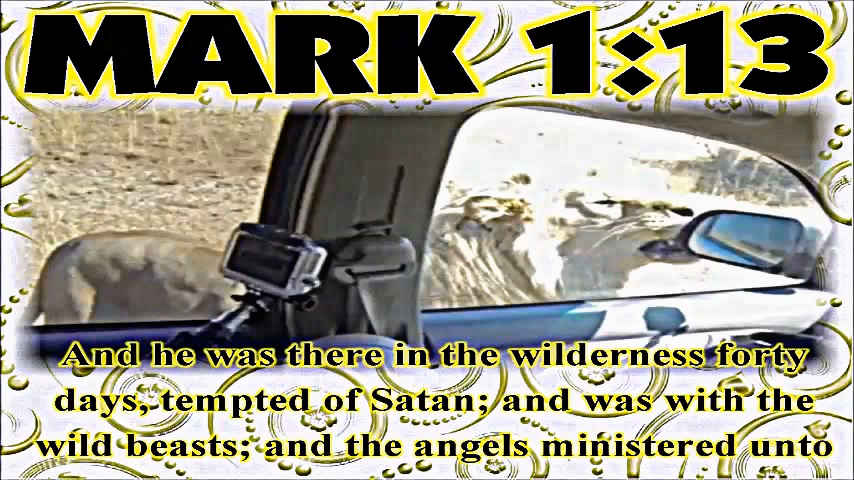 MARK 1:13
And he was there in the wilderness forty
days, tempted of Satan; and was with the
wild beasts; and the angels ministered unto